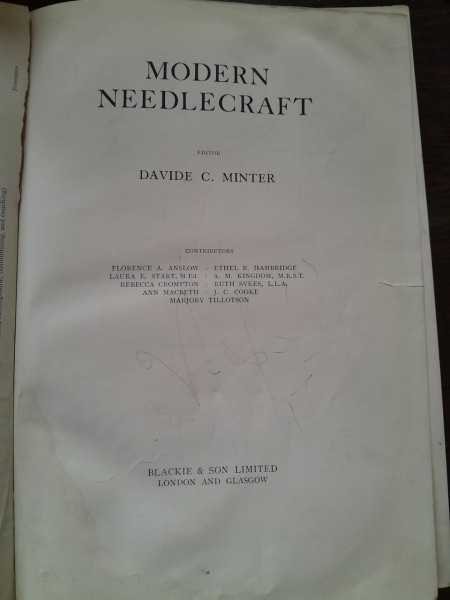 MODERN
NEEDLECRAFT
EDITOR
DAVIDE C. MINTER
CONTRIBUTORS
FLORENCE A. ANSLOW : ETHEL R. HAMBRIDGE
LAURA E. START, M.Ed. : A. M. KINGDOM, M.R.S.T.
REBECCA CROMPTON : RUTH SYKES, L.L.A.
ANN MACBETH : J. C. COOKE
MARJORY TILLOTSON
BLACKIE & SON LIMITED
LONDON AND GLASGOW